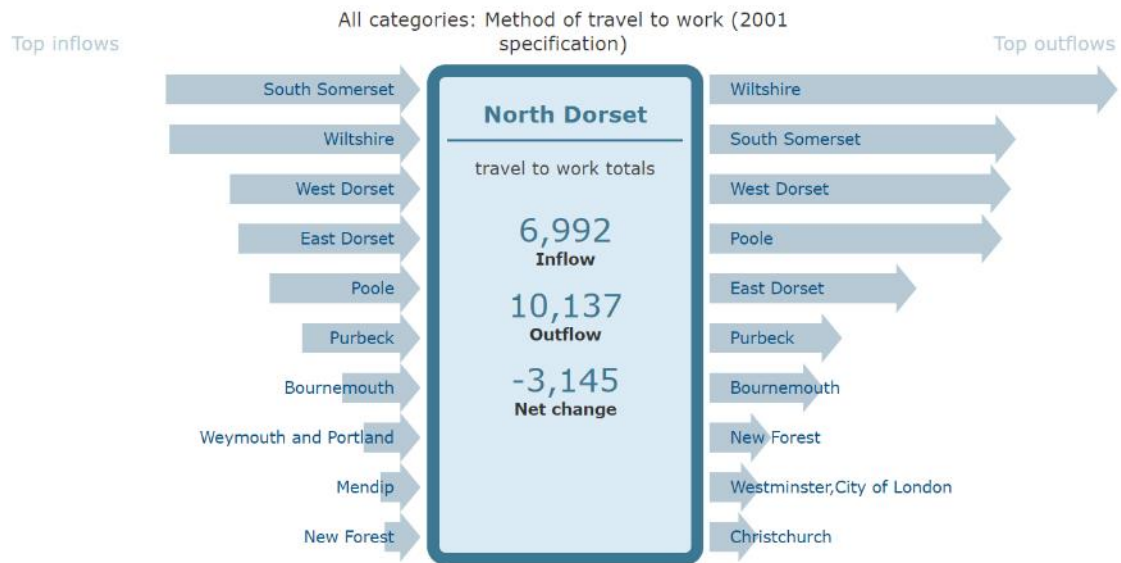 All categories: Method of travel to work (2001
specification)
Top inflows
Top outflows
South Somerset
Wiltshire
West Dorset
East Dorset
Poole
Purbeck
Bournemouth
Weymouth and Portland
Mendip
New Forest
North Dorset
travel to work totals
6,992
Inflow
10,137
Outflow
-3,145
Net change
Wiltshire
South Somerset
West Dorset
Poole
East Dorset
Purbeck
Bournemouth
New Forest
Westminster,City of London
Christchurch